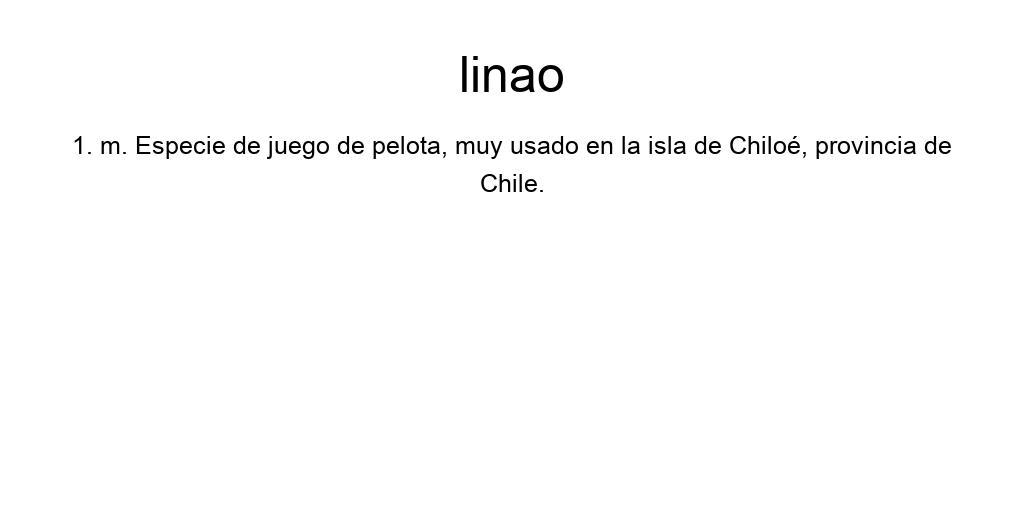 linao
1. m. Especie de juego de pelota, muy usado en la isla de Chiloé, provincia de
Chile.